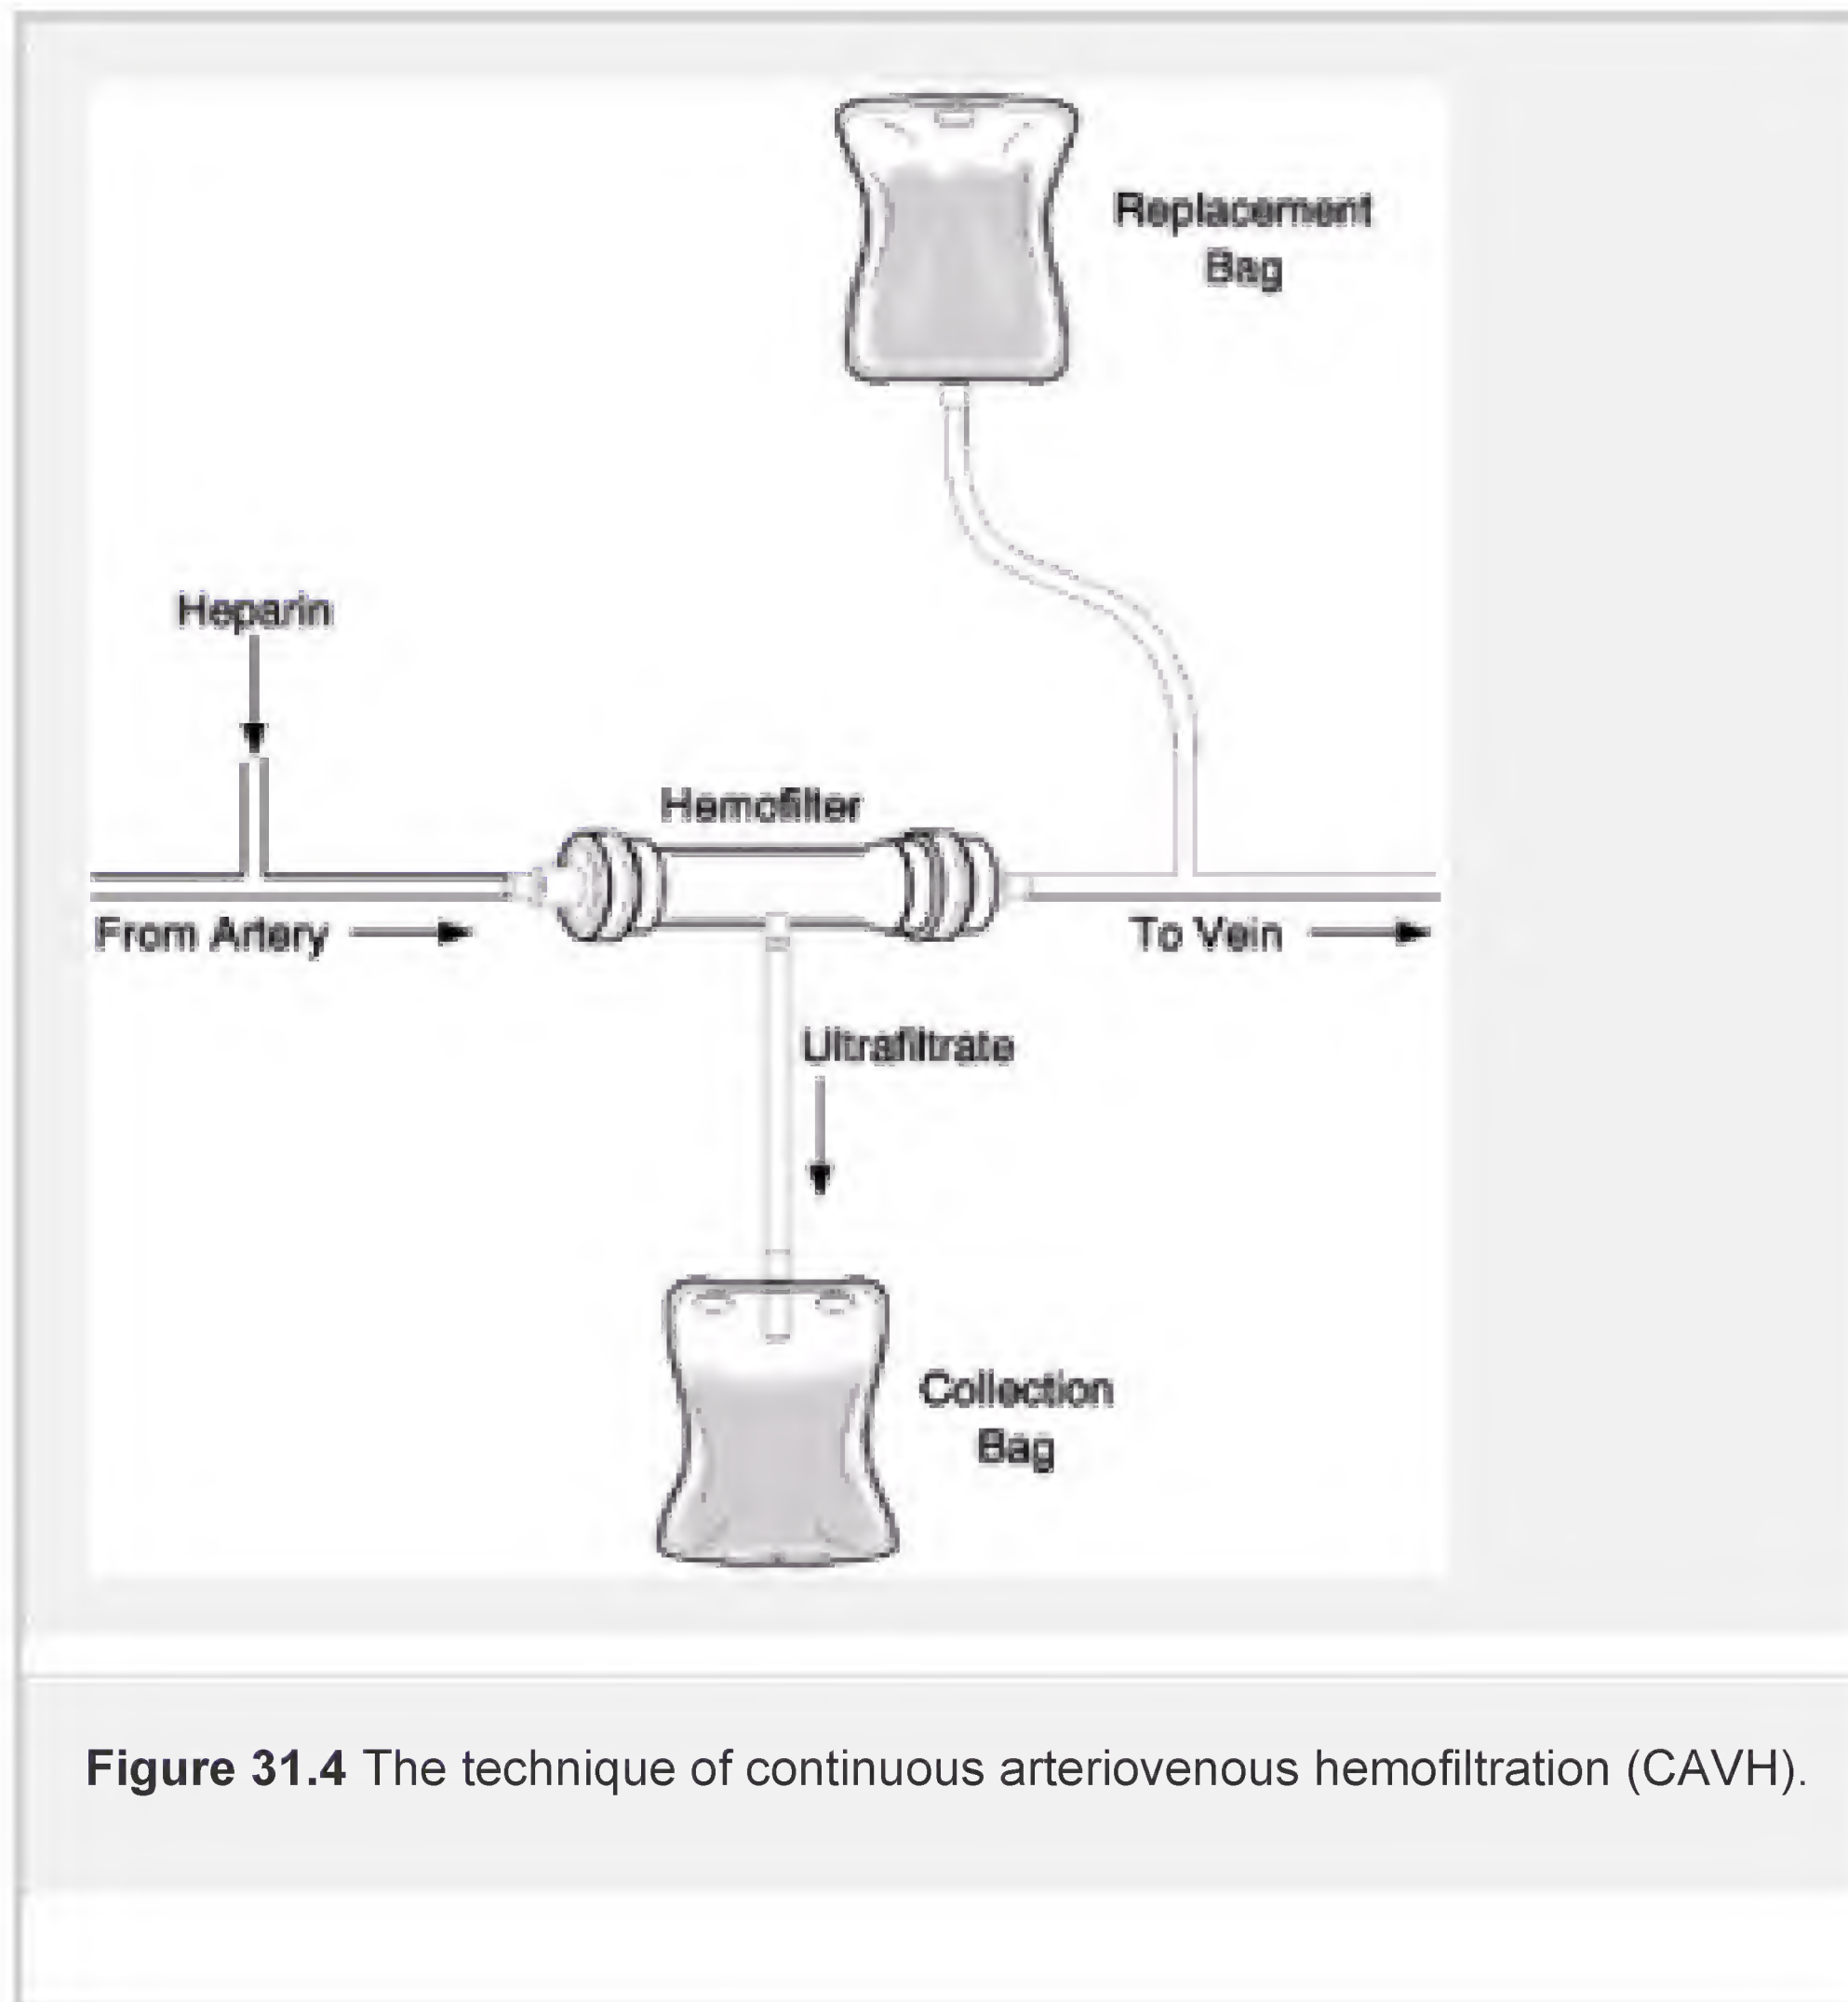 Replacement
Bag
Heparin
Hemofilter
From Artery
To Vein
Ultrafiltrate
Collection
Bag
Figure 31.4 The technique of continuous arteriovenous hemofiltration (CAVH).